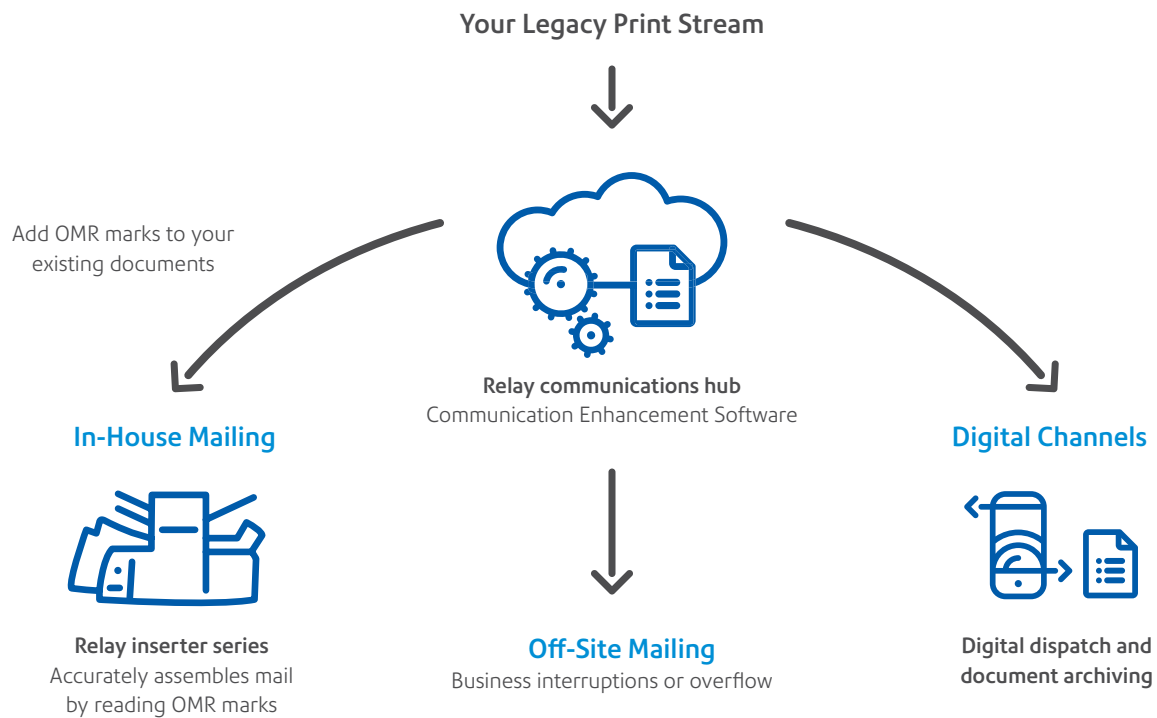 Your Legacy Print Stream
Add OMR marks to your
existing documents
Relay communications hub
Communication Enhancement Software
In-House Mailing
Relay inserter series
Accurately assembles mail
by reading OMR marks
Off-Site Mailing
Business interruptions or overflow
Digital Channels
Digital dispatch and
document archiving